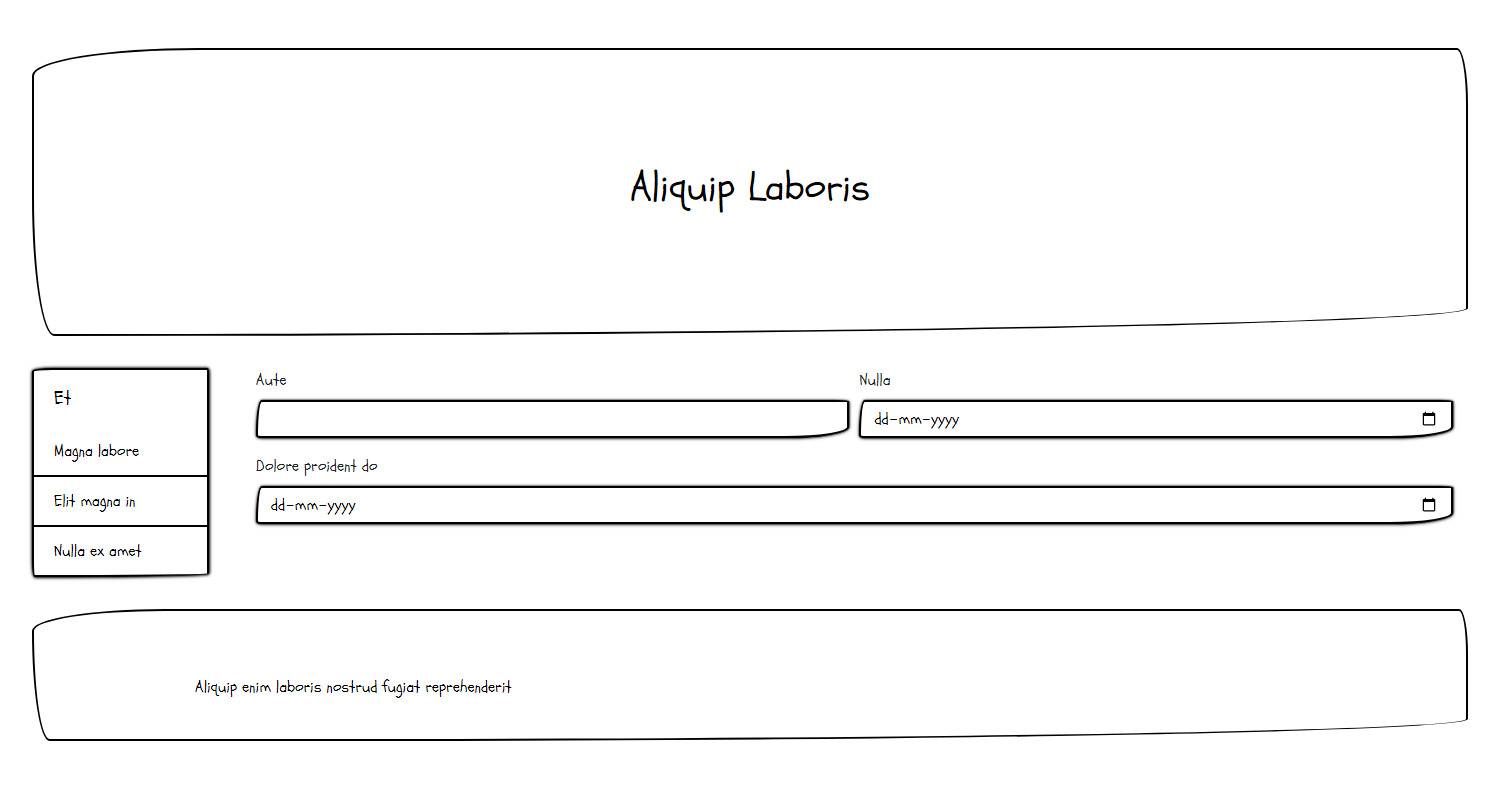 Aliquip Laboris
Et
Magna labore
Elit magna in
Nulla ex amet
Aute
Nulla
dd-mm-yyyy
Dolore proident do
dd-mm-yyyy
Aliquip enim laboris nostrud fugiat reprehenderit